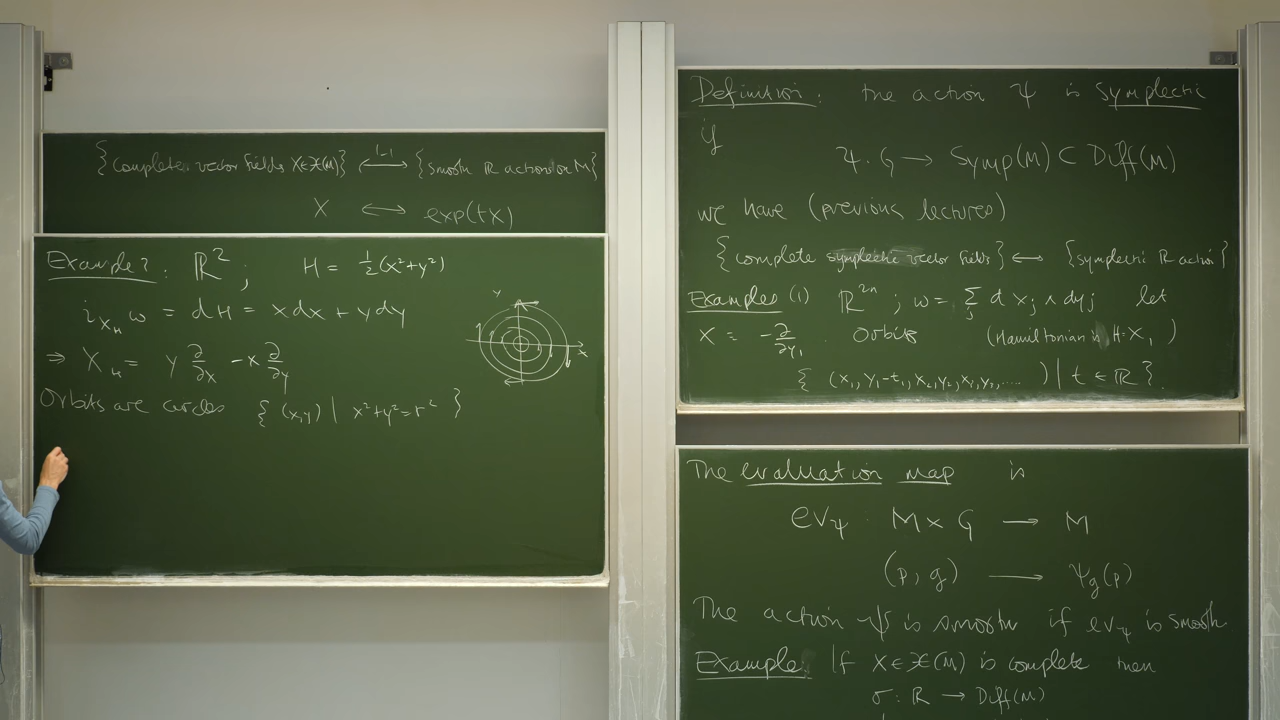 {complete vector fields X∈𝔛(M)} ⟷ 1-1 {smooth ℝ actions on M}
X ⟷ exp(tX)
Example 2: ℝ²; H = ½(x²+y²)
i_{X_H} ω = dH = x dx + y dy
⇒ X_H = y ∂/∂x - x ∂/∂y
y
x
Orbits are circles {(x,y) | x²+y²=r²}
Definition: the action ψ is symplectic
if
ψ: G → Symp(M) ⊂ Diff(M)
we have (previous lectures)
{complete symplectic vector fields} ⟷ {symplectic ℝ action}
Examples (1) ℝ²ⁿ; ω = Σ_j dx_j ∧ dy_j let
X = -∂/∂y₁. Orbits (Hamiltonian is H=X₁)
{(x₁, y₁-t, x₂, y₂, x₃, y₃, ....) | t ∈ ℝ}.
The evaluation map is
ev_ψ : M × G → M
(p, g) → ψ_g(p)
The action ψ is smooth if ev_ψ is smooth.
Example: If X∈𝔛(M) is complete then
σ: ℝ → Diff(M)